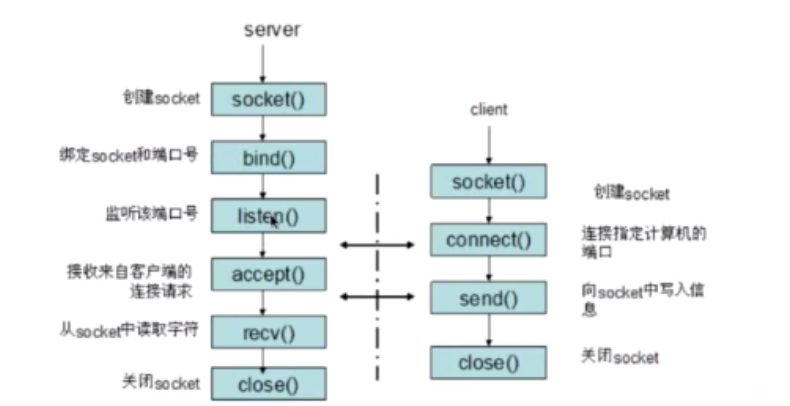 server
创建socket
socket()
绑定socket和端口号
bind()
监听该端口号
listen()
接收来自客户端的
连接请求
accept()
从socket中读取字符
recv()
关闭socket
close()
client
socket()
创建socket
connect()
连接指定计算机的
端口
send()
向socket中写入信
息
close()
关闭socket